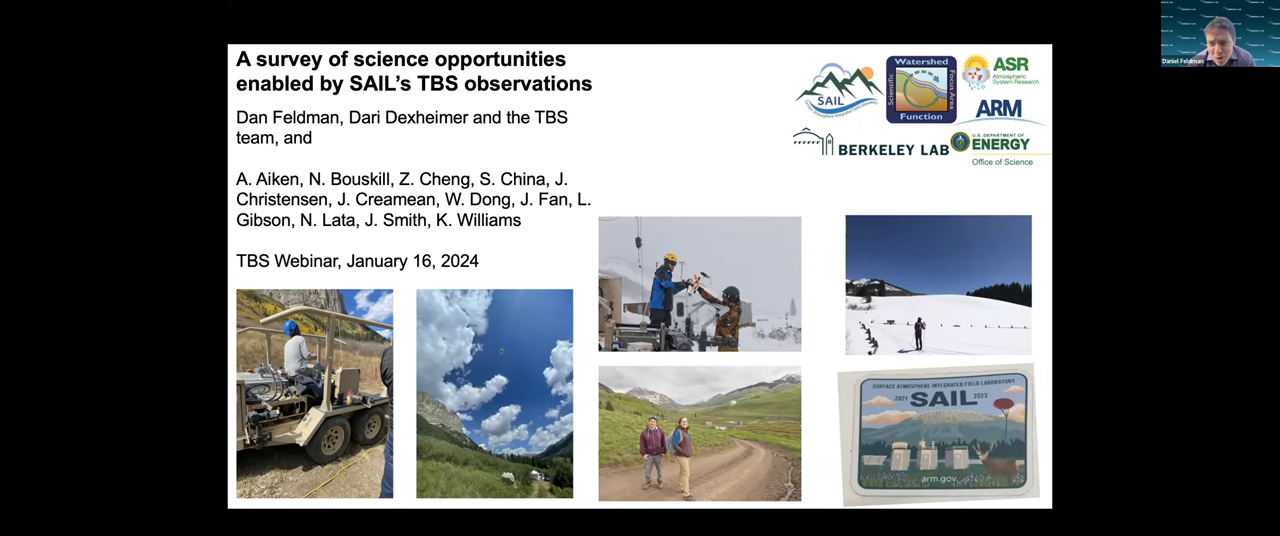 A survey of science opportunities
enabled by SAIL's TBS observations
Dan Feldman, Dari Dexheimer and the TBS
team, and
A. Aiken, N. Bouskill, Z. Cheng, S. China, J.
Christensen, J. Creamean, W. Dong, J. Fan, L.
Gibson, N. Lata, J. Smith, K. Williams
TBS Webinar, January 16, 2024
SAIL
Watershed
Scientific
Focus Area
Function
ASR
Atmospheric
System Research
ARM
BERKELEY LAB
U.S. DEPARTMENT OF
ENERGY
Office of Science
SURFACE ATMOSPHERE INTEGRATED FIELD LABORATORY
2021 SAIL 2023
arm.gov
Daniel Feldman